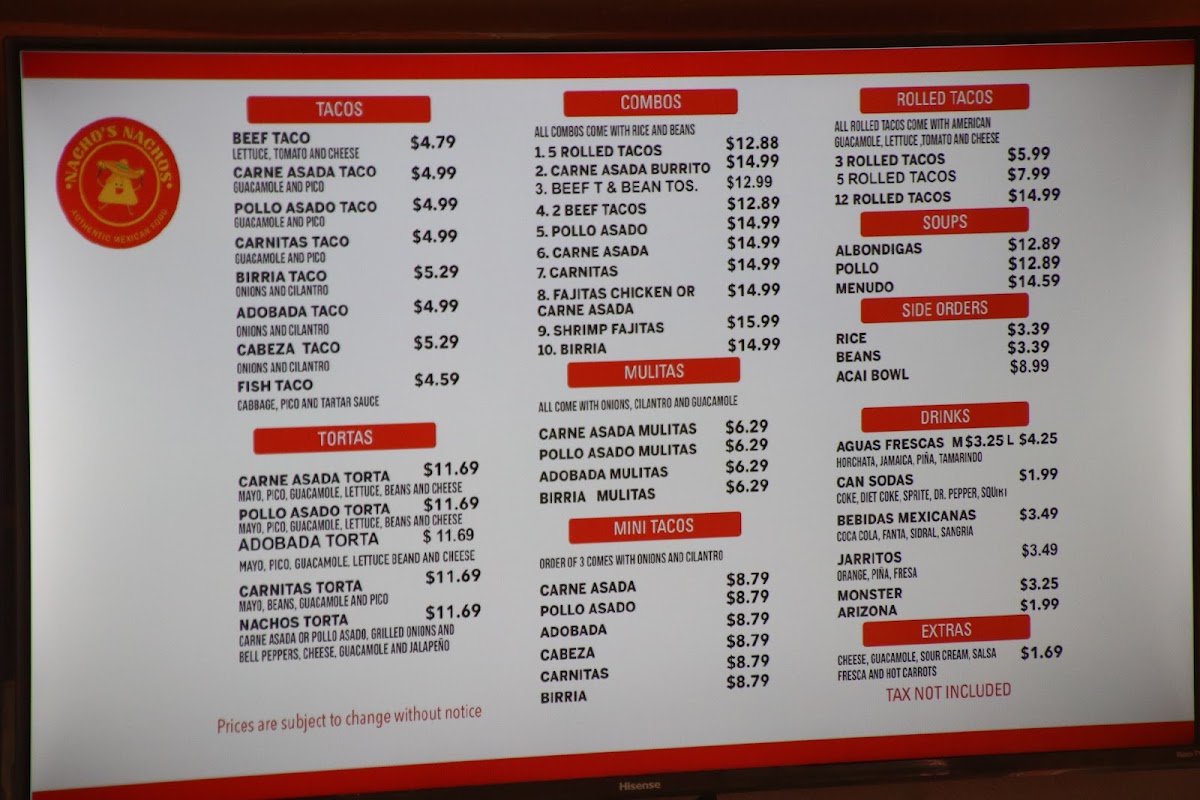 NACHO'S NACHOS
AUTHENTIC MEXICAN FOOD
TACOS
BEEF TACO $4.79
LETTUCE, TOMATO AND CHEESE
CARNE ASADA TACO $4.99
GUACAMOLE AND PICO
POLLO ASADO TACO $4.99
GUACAMOLE AND PICO
CARNITAS TACO $4.99
GUACAMOLE AND PICO
BIRRIA TACO $5.29
ONIONS AND CILANTRO
ADOBADA TACO $4.99
ONIONS AND CILANTRO
CABEZA TACO $5.29
ONIONS AND CILANTRO
FISH TACO $4.59
CABBAGE, PICO AND TARTAR SAUCE
TORTAS
CARNE ASADA TORTA $11.69
MAYO, PICO, GUACAMOLE, LETTUCE, BEANS AND CHEESE
POLLO ASADO TORTA $11.69
MAYO, PICO, GUACAMOLE, LETTUCE, BEANS AND CHEESE
ADOBADA TORTA $ 11.69
MAYO, PICO, GUACAMOLE, LETTUCE BEAND AND CHEESE
CARNITAS TORTA $11.69
MAYO, BEANS, GUACAMOLE AND PICO
NACHOS TORTA $11.69
CARNE ASADA OR POLLO ASADO, GRILLED ONIONS AND
BELL PEPPERS, CHEESE, GUACAMOLE AND JALAPEÑO
Prices are subject to change without notice
COMBOS
ALL COMBOS COME WITH RICE AND BEANS
1. 5 ROLLED TACOS $12.88
2. CARNE ASADA BURRITO $14.99
3. BEEF T & BEAN TOS. $12.99
4. 2 BEEF TACOS $12.89
5. POLLO ASADO $14.99
6. CARNE ASADA $14.99
7. CARNITAS $14.99
8. FAJITAS CHICKEN OR $14.99
CARNE ASADA
9. SHRIMP FAJITAS $15.99
10. BIRRIA $14.99
MULITAS
ALL COME WITH ONIONS, CILANTRO AND GUACAMOLE
CARNE ASADA MULITAS $6.29
POLLO ASADO MULITAS $6.29
ADOBADA MULITAS $6.29
BIRRIA MULITAS $6.29
MINI TACOS
ORDER OF 3 COMES WITH ONIONS AND CILANTRO
CARNE ASADA $8.79
POLLO ASADO $8.79
ADOBADA $8.79
CABEZA $8.79
CARNITAS $8.79
BIRRIA $8.79
ROLLED TACOS
ALL ROLLED TACOS COME WITH AMERICAN
GUACAMOLE, LETTUCE ,TOMATO AND CHEESE
3 ROLLED TACOS $5.99
5 ROLLED TACOS $7.99
12 ROLLED TACOS $14.99
SOUPS
ALBONDIGAS $12.89
POLLO $12.89
MENUDO $14.59
SIDE ORDERS
RICE $3.39
BEANS $3.39
ACAI BOWL $8.99
DRINKS
AGUAS FRESCAS M $3.25 L $4.25
HORCHATA, JAMAICA, PIÑA, TAMARINDO
CAN SODAS $1.99
COKE, DIET COKE, SPRITE, DR. PEPPER, SQUIRT
BEBIDAS MEXICANAS $3.49
COCA COLA, FANTA, SIDRAL, SANGRIA
JARRITOS $3.49
ORANGE, PIÑA, FRESA
MONSTER $3.25
ARIZONA $1.99
EXTRAS
CHEESE, GUACAMOLE, SOUR CREAM, SALSA $1.69
FRESCA AND HOT CARROTS
TAX NOT INCLUDED
Hisense